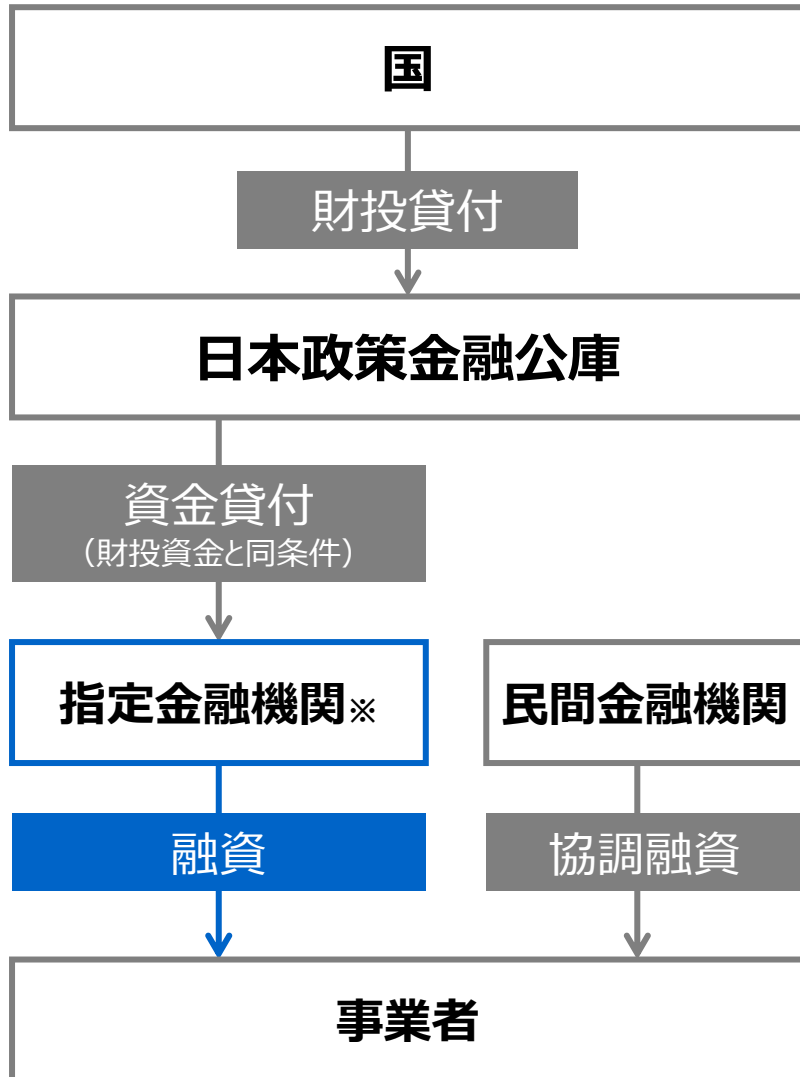 国
財投貸付
日本政策金融公庫
資金貸付
（財投資金と同条件）
指定金融機関※
民間金融機関
融資
協調融資
事業者